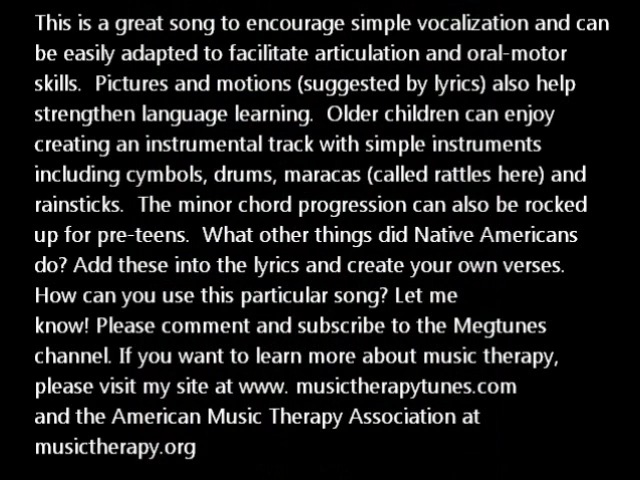 This is a great song to encourage simple vocalization and can
be easily adapted to facilitate articulation and oral-motor
skills.  Pictures and motions (suggested by lyrics) also help
strengthen language learning.  Older children can enjoy
creating an instrumental track with simple instruments
including cymbols, drums, maracas (called rattles here) and
rainsticks.  The minor chord progression can also be rocked
up for pre-teens.  What other things did Native Americans
do? Add these into the lyrics and create your own verses.
How can you use this particular song? Let me
know! Please comment and subscribe to the Megtunes
channel. If you want to learn more about music therapy,
please visit my site at www. musictherapytunes.com
and the American Music Therapy Association at
musictherapy.org